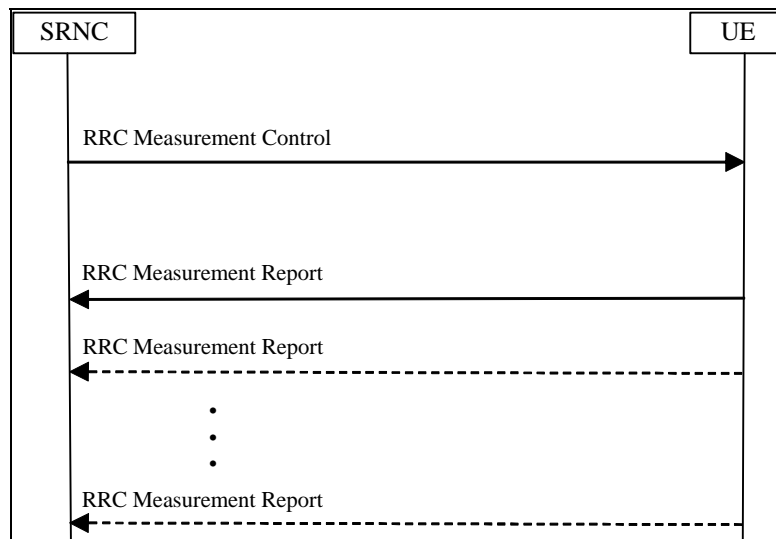 SRNC
UE
RRC Measurement Control
RRC Measurement Report
RRC Measurement Report
RRC Measurement Report